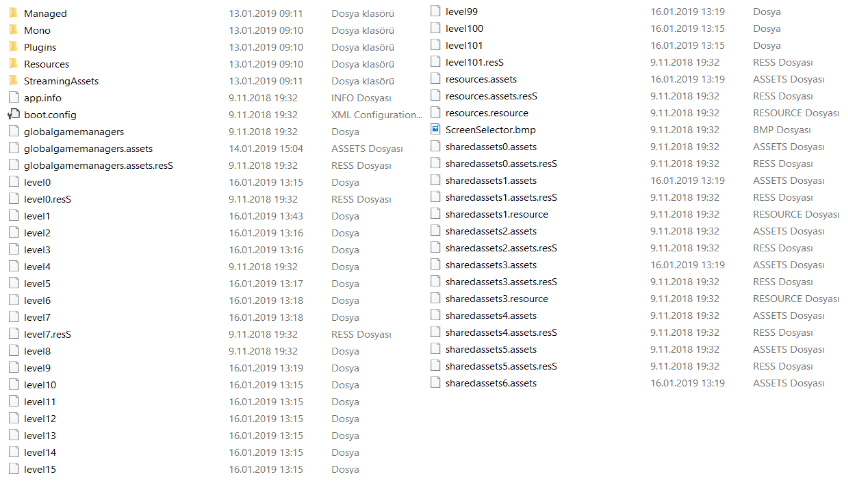 Managed 13.01.2019 09:11 Dosya klasörü
Mono 13.01.2019 09:10 Dosya klasörü
Plugins 13.01.2019 09:10 Dosya klasörü
Resources 13.01.2019 09:10 Dosya klasörü
StreamingAssets 13.01.2019 09:11 Dosya klasörü
app.info 9.11.2018 19:32 INFO Dosyası
boot.config 9.11.2018 19:32 XML Configuration...
globalgamemanagers 9.11.2018 19:32 Dosya
globalgamemanagers.assets 14.01.2019 15:04 ASSETS Dosyası
globalgamemanagers.assets.resS 9.11.2018 19:32 RESS Dosyası
level0 16.01.2019 13:15 Dosya
level0.resS 9.11.2018 19:32 RESS Dosyası
level1 16.01.2019 13:43 Dosya
level2 16.01.2019 13:16 Dosya
level3 16.01.2019 13:16 Dosya
level4 9.11.2018 19:32 Dosya
level5 16.01.2019 13:17 Dosya
level6 16.01.2019 13:18 Dosya
level7 16.01.2019 13:18 Dosya
level7.resS 9.11.2018 19:32 RESS Dosyası
level8 9.11.2018 19:32 Dosya
level9 16.01.2019 13:19 Dosya
level10 16.01.2019 13:15 Dosya
level11 16.01.2019 13:15 Dosya
level12 16.01.2019 13:15 Dosya
level13 16.01.2019 13:15 Dosya
level14 16.01.2019 13:15 Dosya
level15 16.01.2019 13:15 Dosya
level99 16.01.2019 13:19 Dosya
level100 16.01.2019 13:15 Dosya
level101 16.01.2019 13:15 Dosya
level101.resS 9.11.2018 19:32 RESS Dosyası
resources.assets 16.01.2019 13:19 ASSETS Dosyası
resources.assets.resS 9.11.2018 19:32 RESS Dosyası
resources.resource 9.11.2018 19:32 RESOURCE Dosyası
ScreenSelector.bmp 9.11.2018 19:32 BMP Dosyası
sharedassets0.assets 9.11.2018 19:32 ASSETS Dosyası
sharedassets0.assets.resS 9.11.2018 19:32 RESS Dosyası
sharedassets1.assets 16.01.2019 13:19 ASSETS Dosyası
sharedassets1.assets.resS 9.11.2018 19:32 RESS Dosyası
sharedassets1.resource 9.11.2018 19:32 RESOURCE Dosyası
sharedassets2.assets 9.11.2018 19:32 ASSETS Dosyası
sharedassets2.assets.resS 9.11.2018 19:32 RESS Dosyası
sharedassets3.assets 16.01.2019 13:19 ASSETS Dosyası
sharedassets3.assets.resS 9.11.2018 19:32 RESS Dosyası
sharedassets3.resource 9.11.2018 19:32 RESOURCE Dosyası
sharedassets4.assets 9.11.2018 19:32 ASSETS Dosyası
sharedassets4.assets.resS 9.11.2018 19:32 RESS Dosyası
sharedassets5.assets 9.11.2018 19:32 ASSETS Dosyası
sharedassets5.assets.resS 9.11.2018 19:32 RESS Dosyası
sharedassets6.assets 16.01.2019 13:19 ASSETS Dosyası